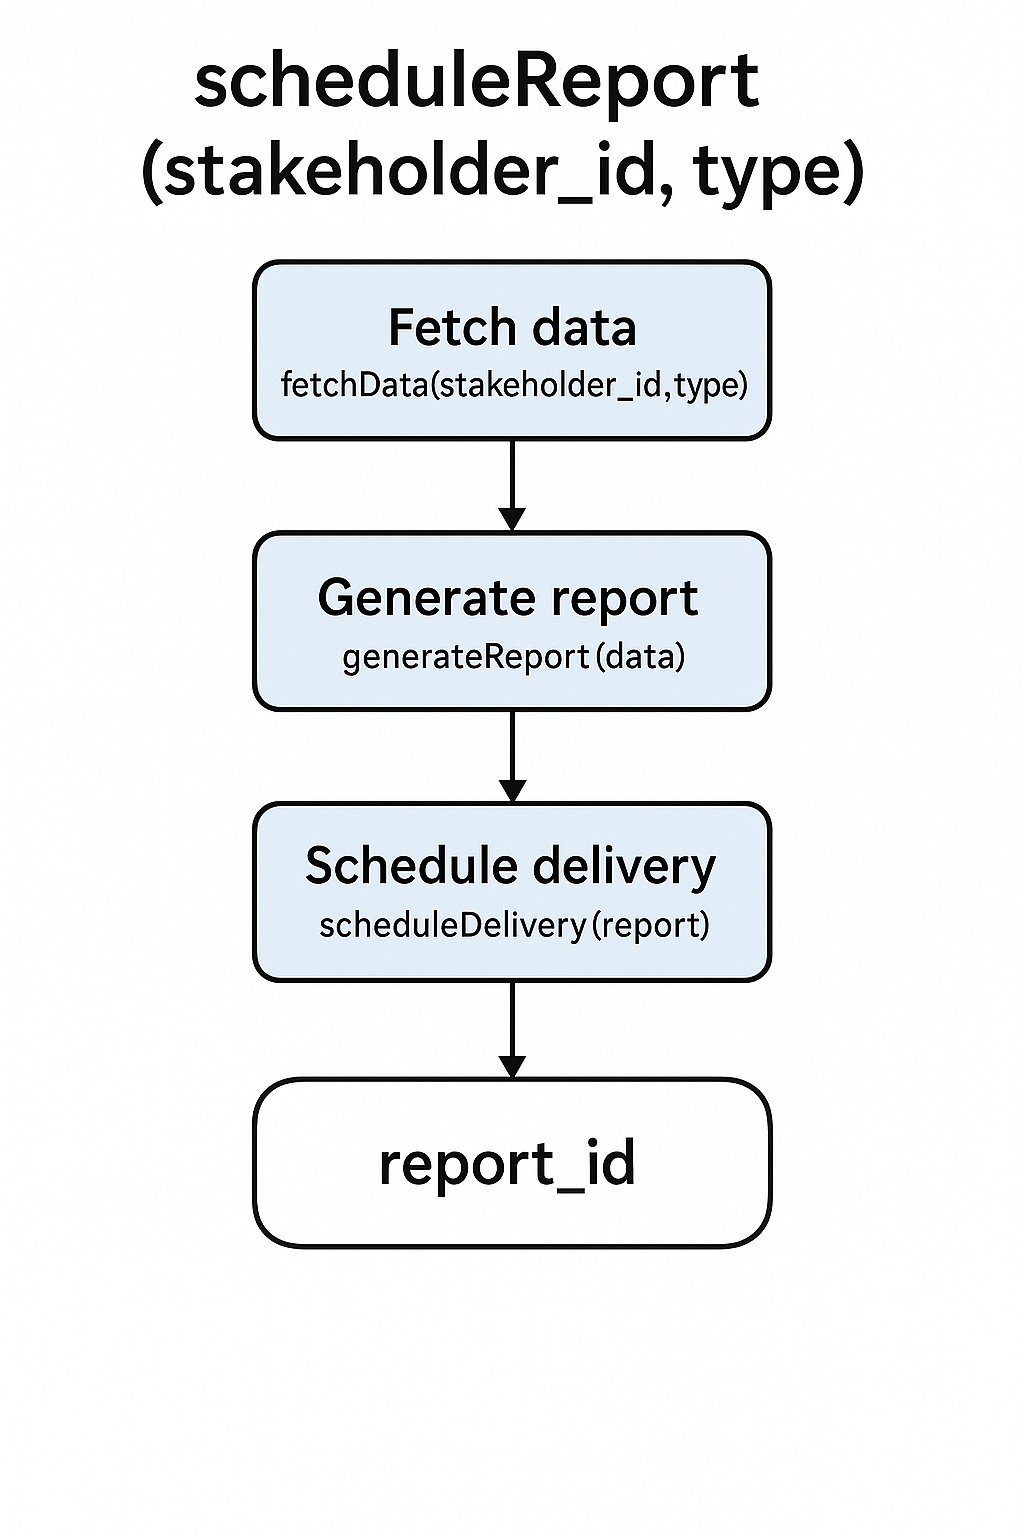 scheduleReport
(stakeholder_id, type)
Fetch data
fetchData(stakeholder_id,type)
Generate report
generateReport(data)
Schedule delivery
scheduleDelivery(report)
report_id